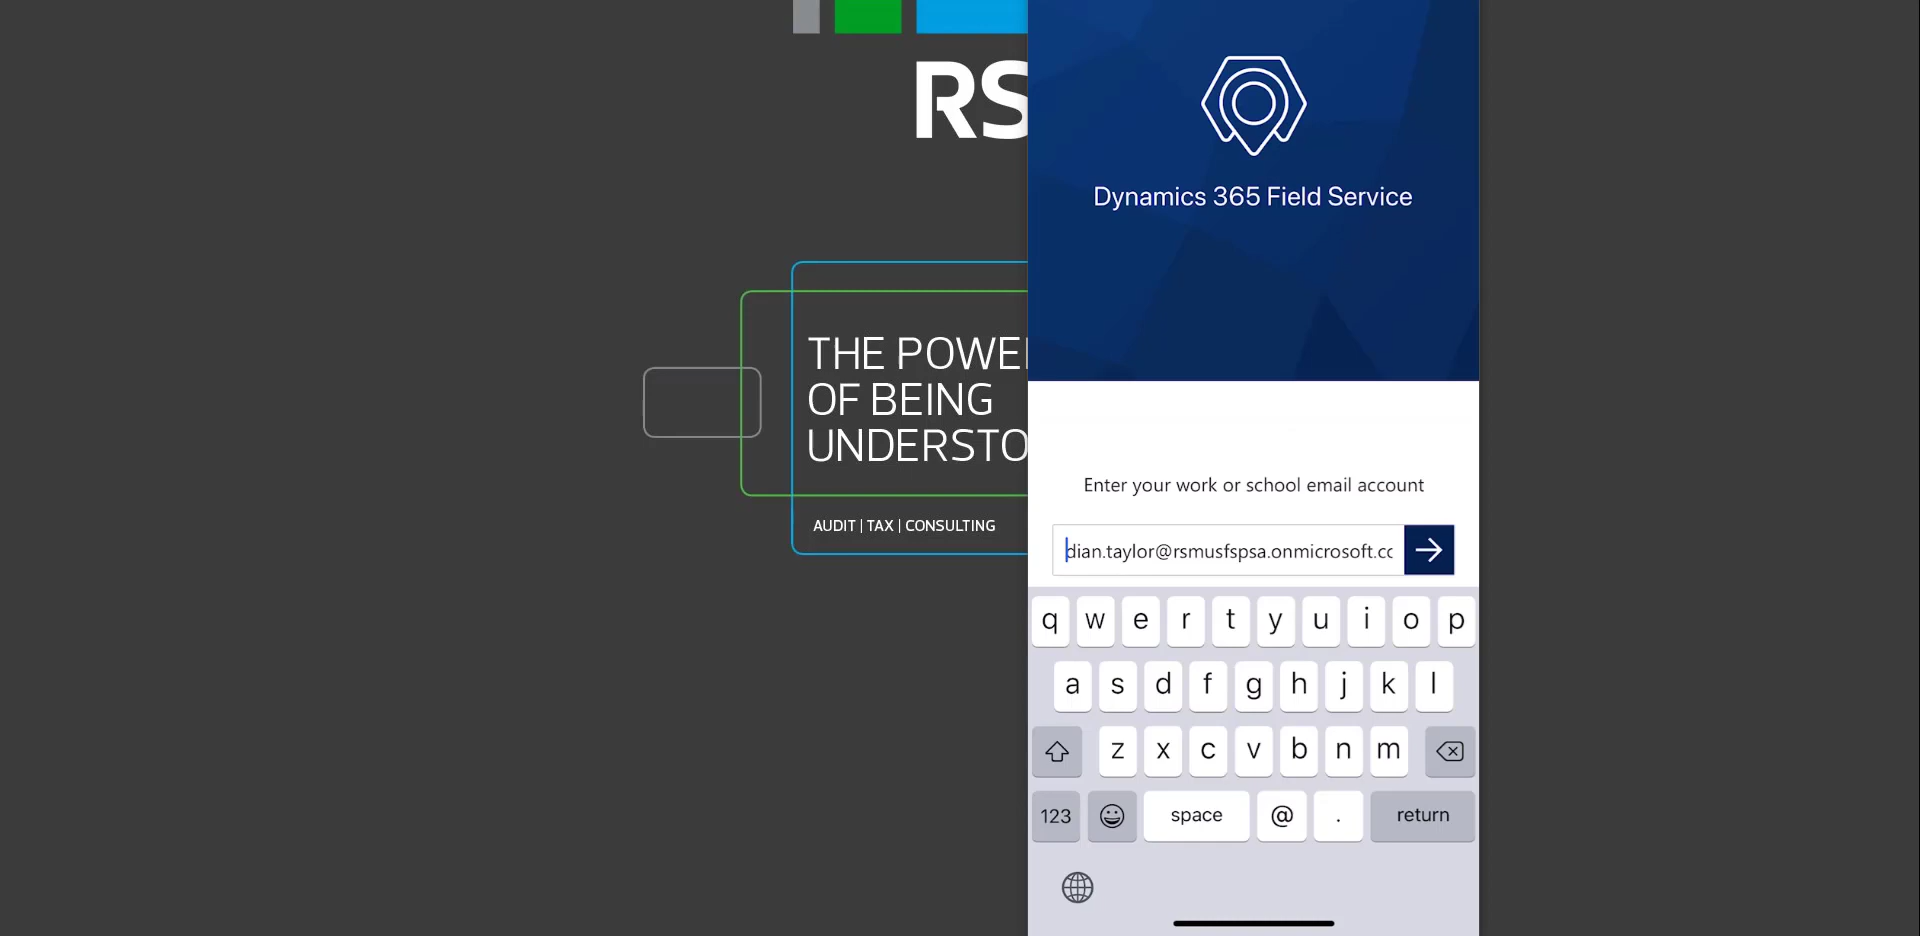 RS
THE POWE
OF BEING
UNDERSTO
AUDIT | TAX | CONSULTING
Dynamics 365 Field Service
Enter your work or school email account
dian.taylor@rsmusfspsa.onmicrosoft.cc
q w e r t y u i o p
a s d f g h j k l
z x c v b n m
123 space @ . return